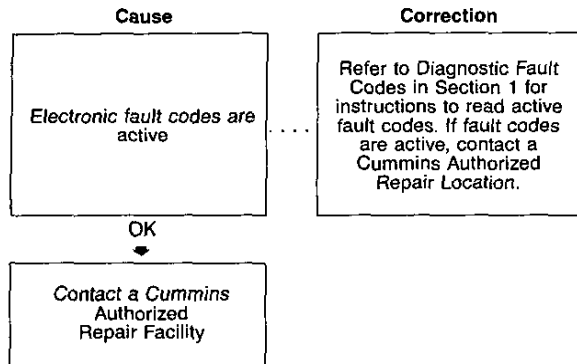 Cause
Correction
Electronic fault codes are
active
Refer to Diagnostic Fault
Codes in Section 1 for
instructions to read active
fault codes. If fault codes
are active, contact a
Cummins Authorized
Repair Location.
OK
Contact a Cummins
Authorized
Repair Facility